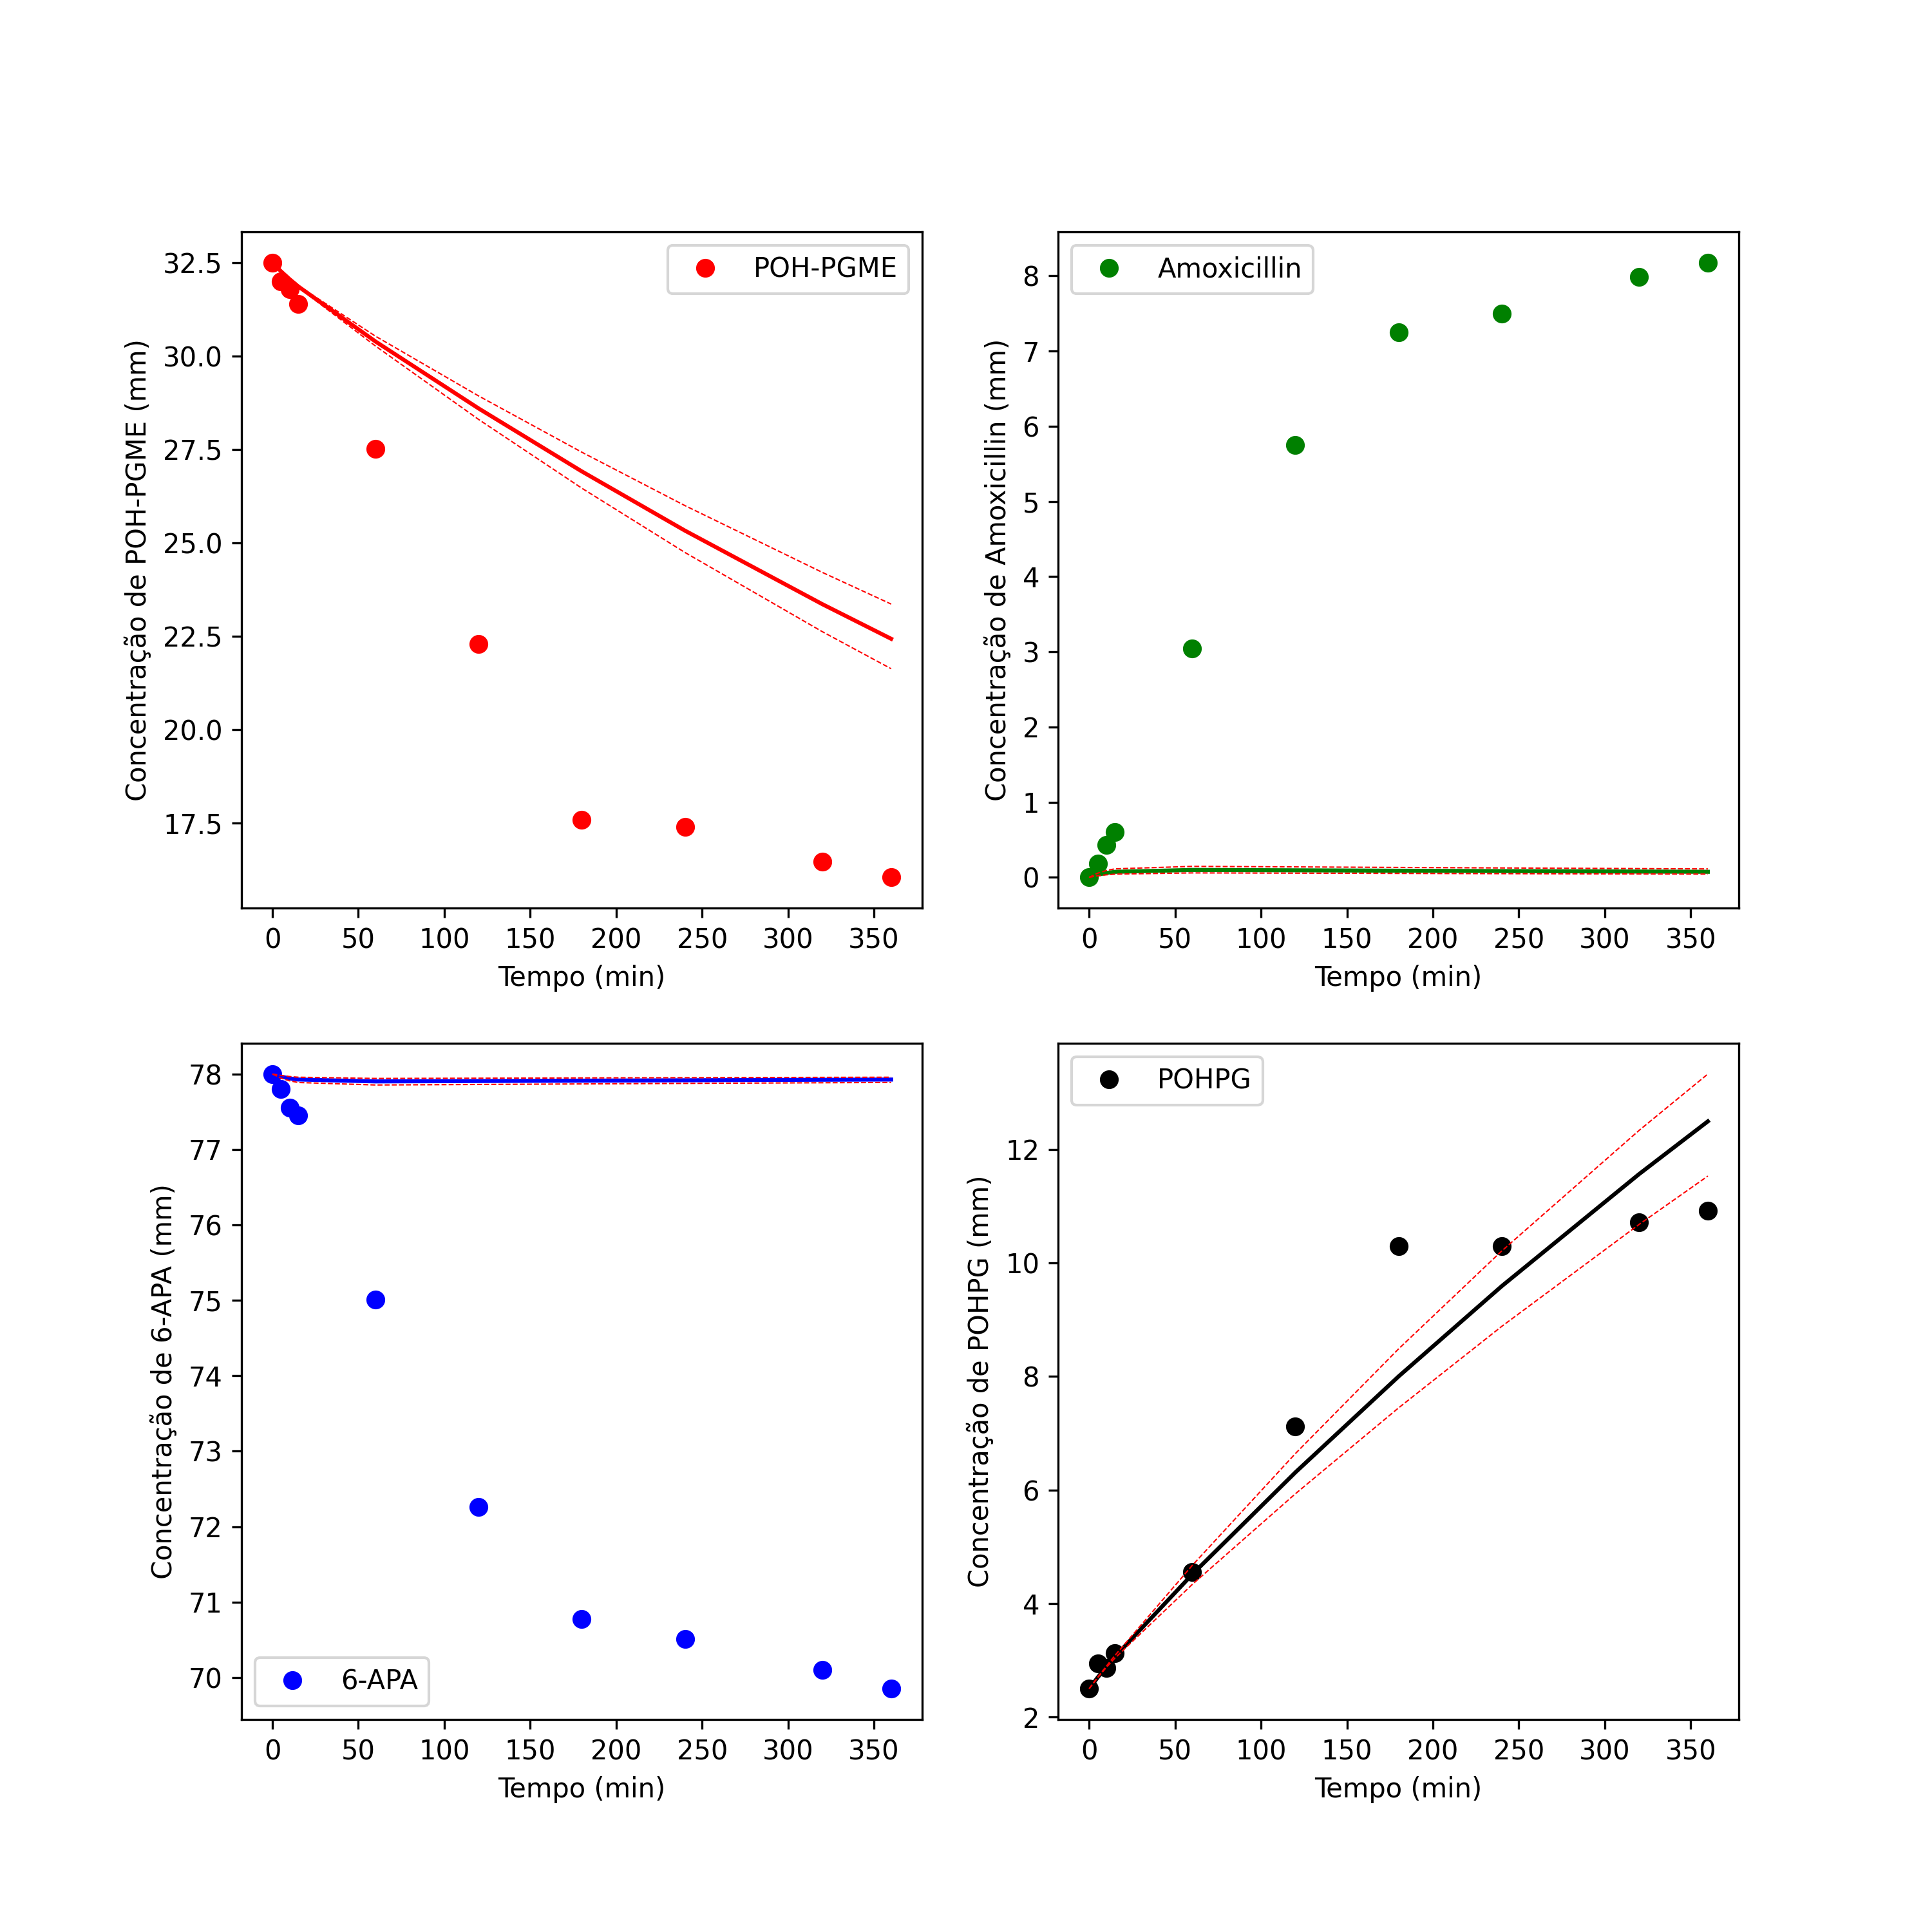 POH-PGME
32.5
30.0
27.5
25.0
22.5
20.0
17.5
Concentração de POH-PGME (mm)
0 50 100 150 200 250 300 350
Tempo (min)
Amoxicillin
8
7
6
5
4
3
2
1
0
Concentração de Amoxicillin (mm)
0 50 100 150 200 250 300 350
Tempo (min)
78
77
76
75
74
73
72
71
70
Concentração de 6-APA (mm)
6-APA
0 50 100 150 200 250 300 350
Tempo (min)
POHPG
12
10
8
6
4
2
Concentração de POHPG (mm)
0 50 100 150 200 250 300 350
Tempo (min)